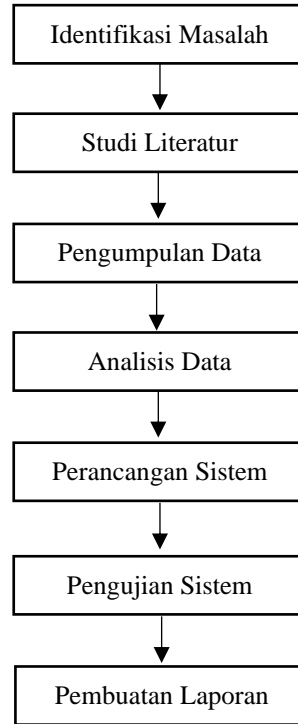 Identifikasi Masalah
Studi Literatur
Pengumpulan Data
Analisis Data
Perancangan Sistem
Pengujian Sistem
Pembuatan Laporan